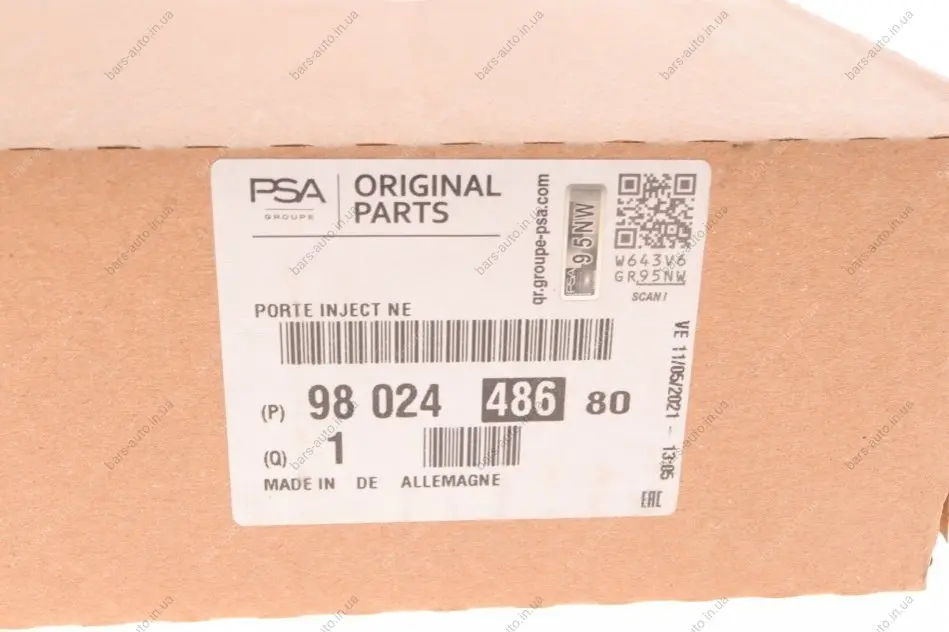 PSA
GROUPE
ORIGINAL
PARTS
qr.groupe-psa.com
PSA
95NW
W643V6
GR95NW
SCAN!
PORTE INJECT NE
(P) 98 024 486 80
(Q) 1
MADE IN DE ALLEMAGNE
VE 11/05/2021 - 13:05
EAC
bars-auto.in.ua